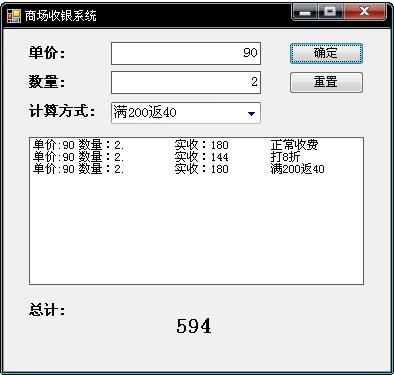 商场收银系统
单价: 90 确定
数量: 2 重置
计算方式: 满200返40
单价:90 数量：2. 实收：180 正常收费
单价:90 数量：2. 实收：144 打8折
单价:90 数量：2. 实收：180 满200返40
总计:
594